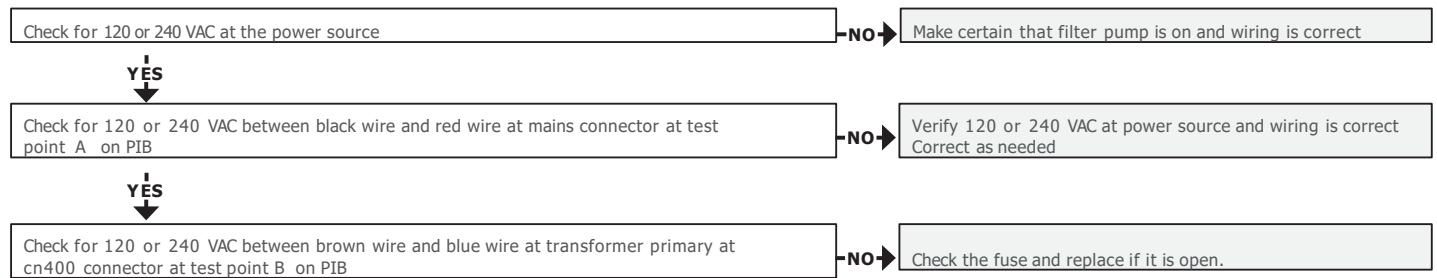 Check for 120 or 240 VAC at the power source
NO
Make certain that filter pump is on and wiring is correct
YES
Check for 120 or 240 VAC between black wire and red wire at mains connector at test
point A on PIB
NO
Verify 120 or 240 VAC at power source and wiring is correct
Correct as needed
YES
Check for 120 or 240 VAC between brown wire and blue wire at transformer primary at
cn400 connector at test point B on PIB
NO
Check the fuse and replace if it is open.